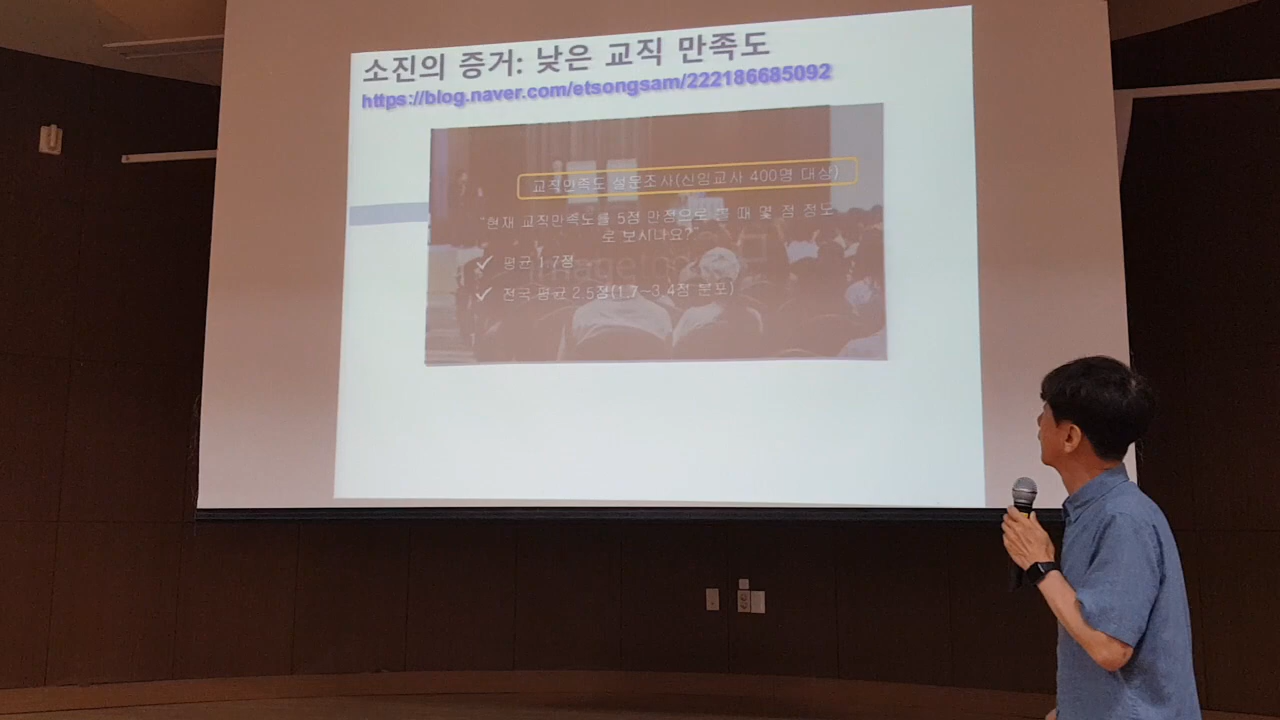 소진의 증거: 낮은 교직 만족도
https://blog.naver.com/etsongsam/222186685092
교직만족도 설문조사(신임교사 400명 대상)
"현재 교직만족도를 5점 만점으로 볼 때 몇 점 정도
로 보시나요?"
✓ 평균 1.7점
✓ 전국 평균 2.5점(1.7~3.4점 분포)